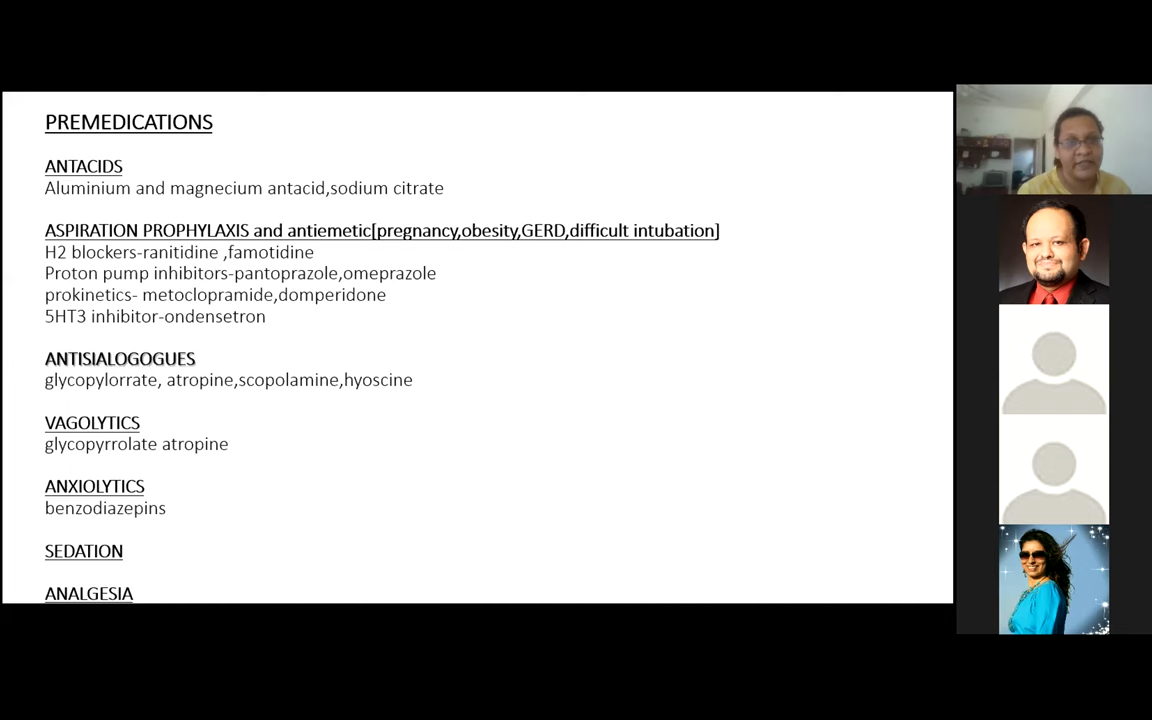 PREMEDICATIONS
ANTACIDS
Aluminium and magnecium antacid,sodium citrate
ASPIRATION PROPHYLAXIS and antiemetic[pregnancy,obesity,GERD,difficult intubation]
H2 blockers-ranitidine ,famotidine
Proton pump inhibitors-pantoprazole,omeprazole
prokinetics- metoclopramide,domperidone
5HT3 inhibitor-ondensetron
ANTISIALOGOGUES
glycopylorrate, atropine,scopolamine,hyoscine
VAGOLYTICS
glycopyrrolate atropine
ANXIOLYTICS
benzodiazepins
SEDATION
ANALGESIA